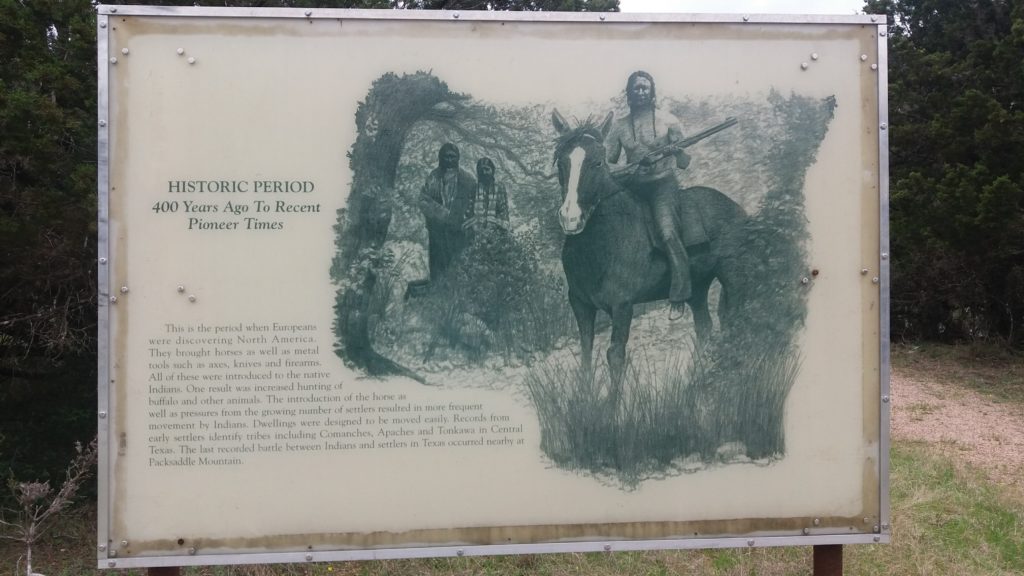 HISTORIC PERIOD
400 Years Ago To Recent
Pioneer Times
This is the period when Europeans
were discovering North America.
They brought horses as well as metal
tools such as axes, knives and firearms.
All of these were introduced to the native
Indians. One result was increased hunting of
buffalo and other animals. The introduction of the horse as
well as pressures from the growing number of settlers resulted in more frequent
movement by Indians. Dwellings were designed to be moved easily. Records from
early settlers identify tribes including Comanches, Apaches and Tonkawa in Central
Texas. The last recorded battle between Indians and settlers in Texas occurred nearby at
Packsaddle Mountain.